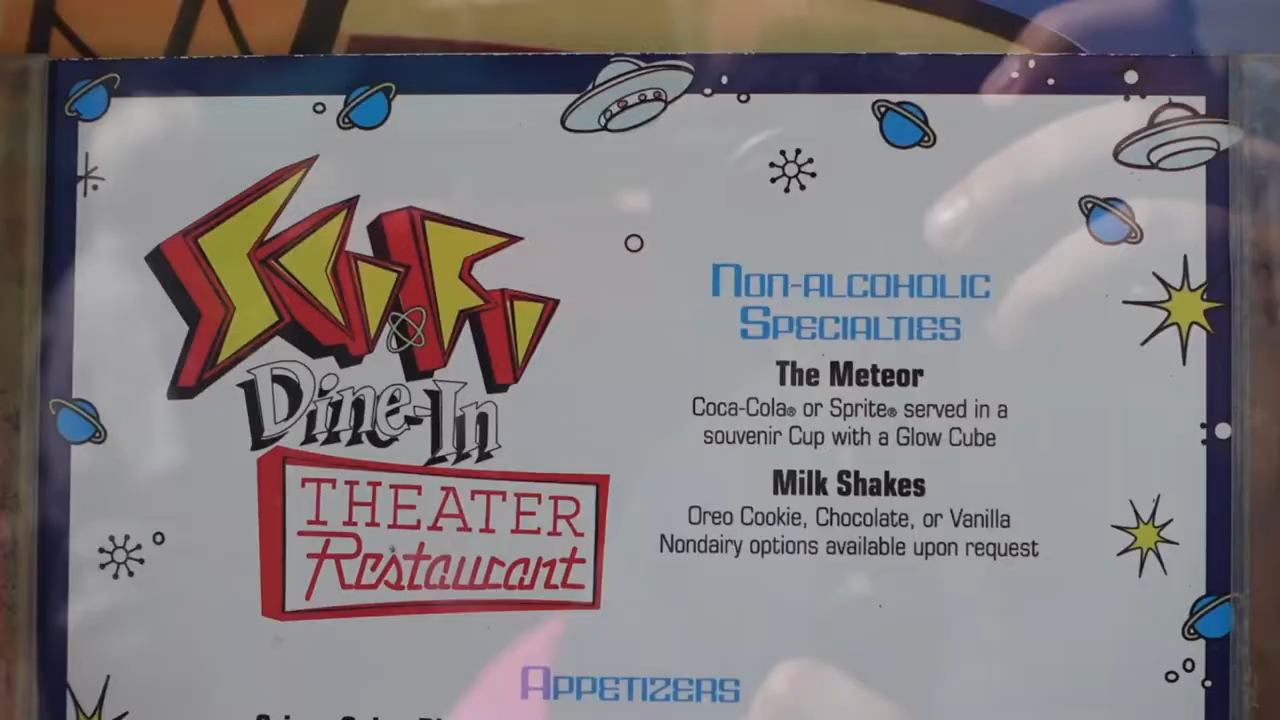 Sci-Fi
Dine-In
THEATER
Restaurant
Non-alcoholic
Specialties
The Meteor
Coca-Cola® or Sprite® served in a
souvenir Cup with a Glow Cube
Milk Shakes
Oreo Cookie, Chocolate, or Vanilla
Nondairy options available upon request
Appetizers